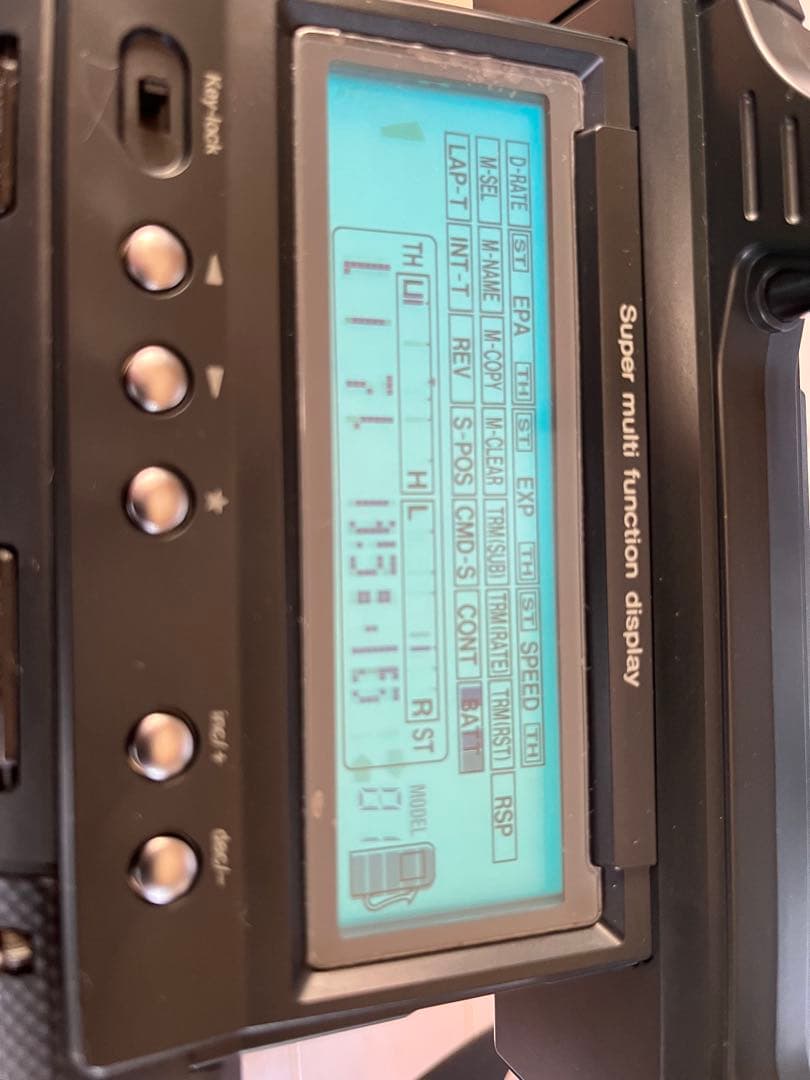 Super multi function display
D-RATE ST EPA TH ST EXP TH ST SPEED TH
M-SEL M-NAME M-COPY M-CLEAR TRM(SUB) TRM(RATE) TRM(RST) RSP
LAP-T INT-T REV S-POS CMD-S CONT BATT
TH H L R ST MODEL
01
Key-lock inc/+ dec/-